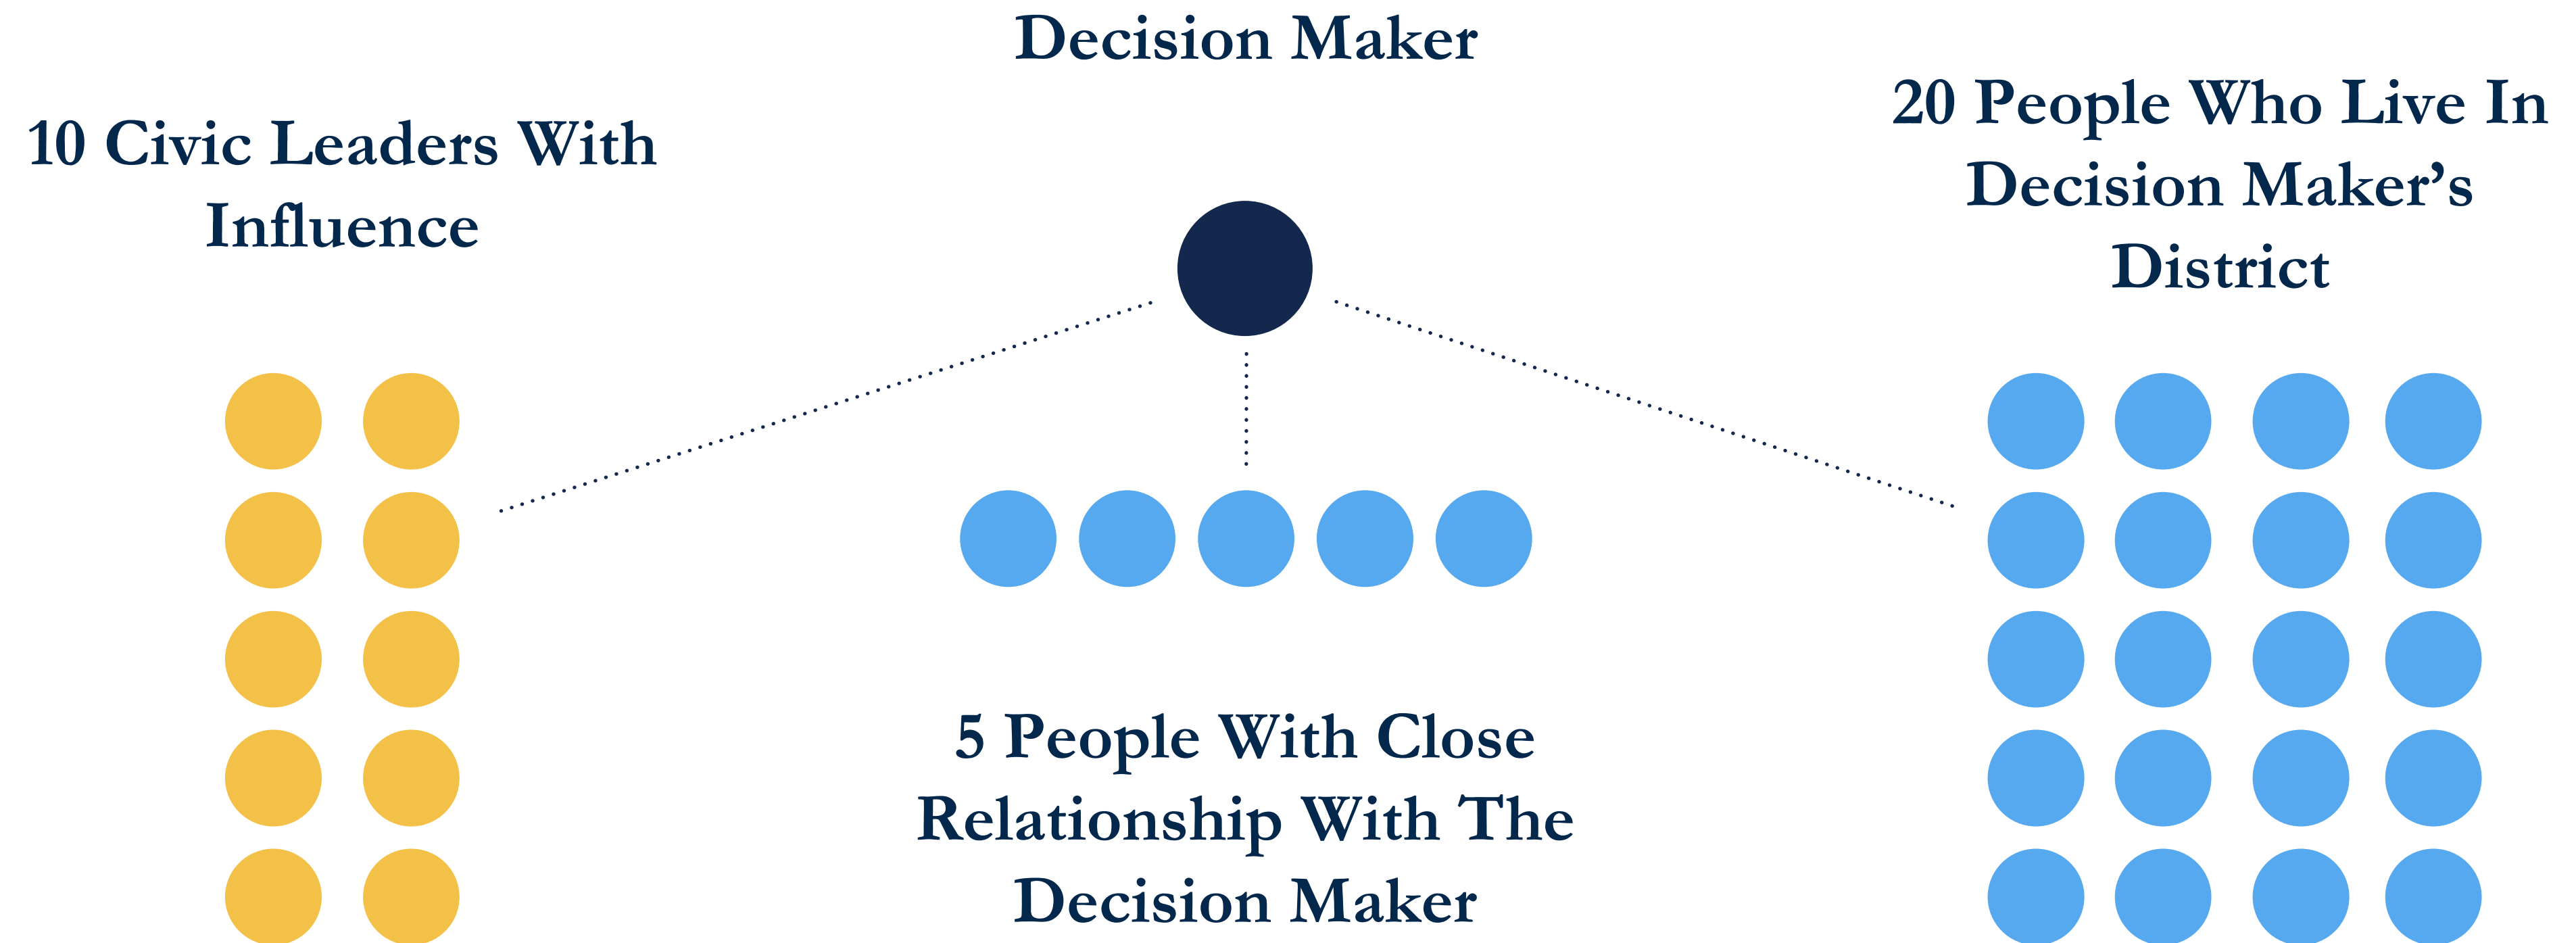 Decision Maker
10 Civic Leaders With
Influence
20 People Who Live In
Decision Maker’s
District
5 People With Close
Relationship With The
Decision Maker